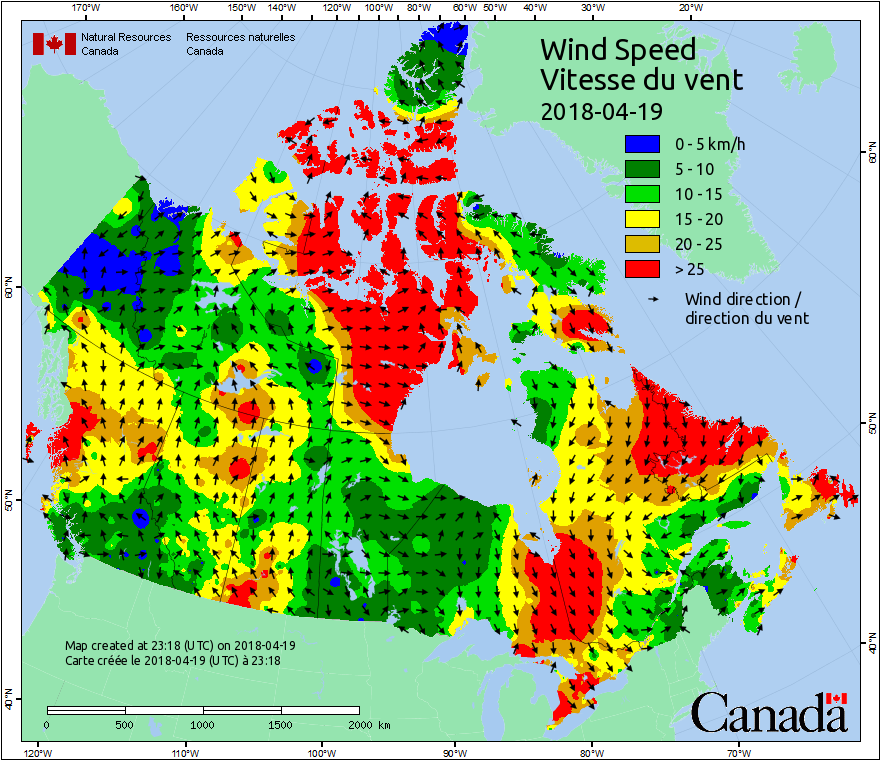 170°W 160°W 150°W 140°W 120°W 100°W 80°W 60°W 50°W 40°W 30°W 20°W
Natural Resources Ressources naturelles
Canada Canada
Wind Speed
Vitesse du vent
2018-04-19
0 - 5 km/h
5 - 10
10 - 15
15 - 20
20 - 25
> 25
Wind direction /
direction du vent
60°N
60°N
50°N
50°N
40°N
40°N
Map created at 23:18 (UTC) on 2018-04-19
Carte créée le 2018-04-19 (UTC) à 23:18
0 500 1000 1500 2000 km
Canada
120°W 110°W 100°W 90°W 80°W 70°W